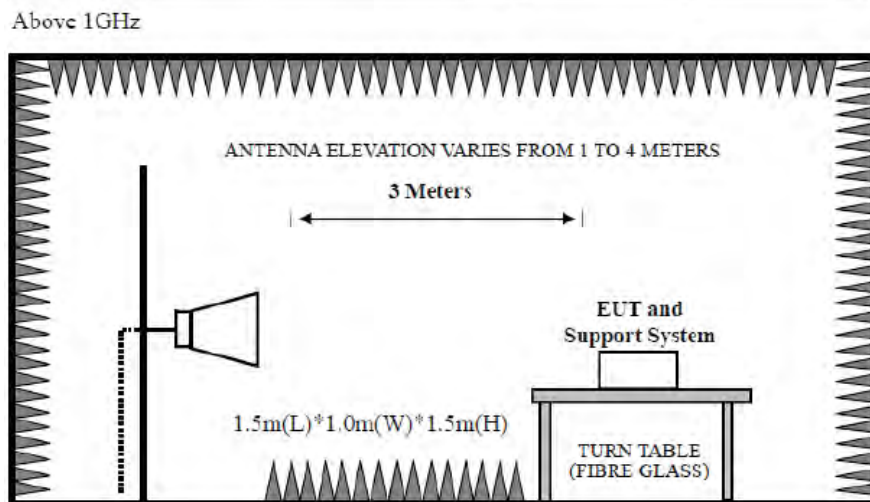 Above 1GHz
ANTENNA ELEVATION VARIES FROM 1 TO 4 METERS
3 Meters
EUT and
Support System
1.5m(L)*1.0m(W)*1.5m(H)
TURN TABLE
(FIBRE GLASS)